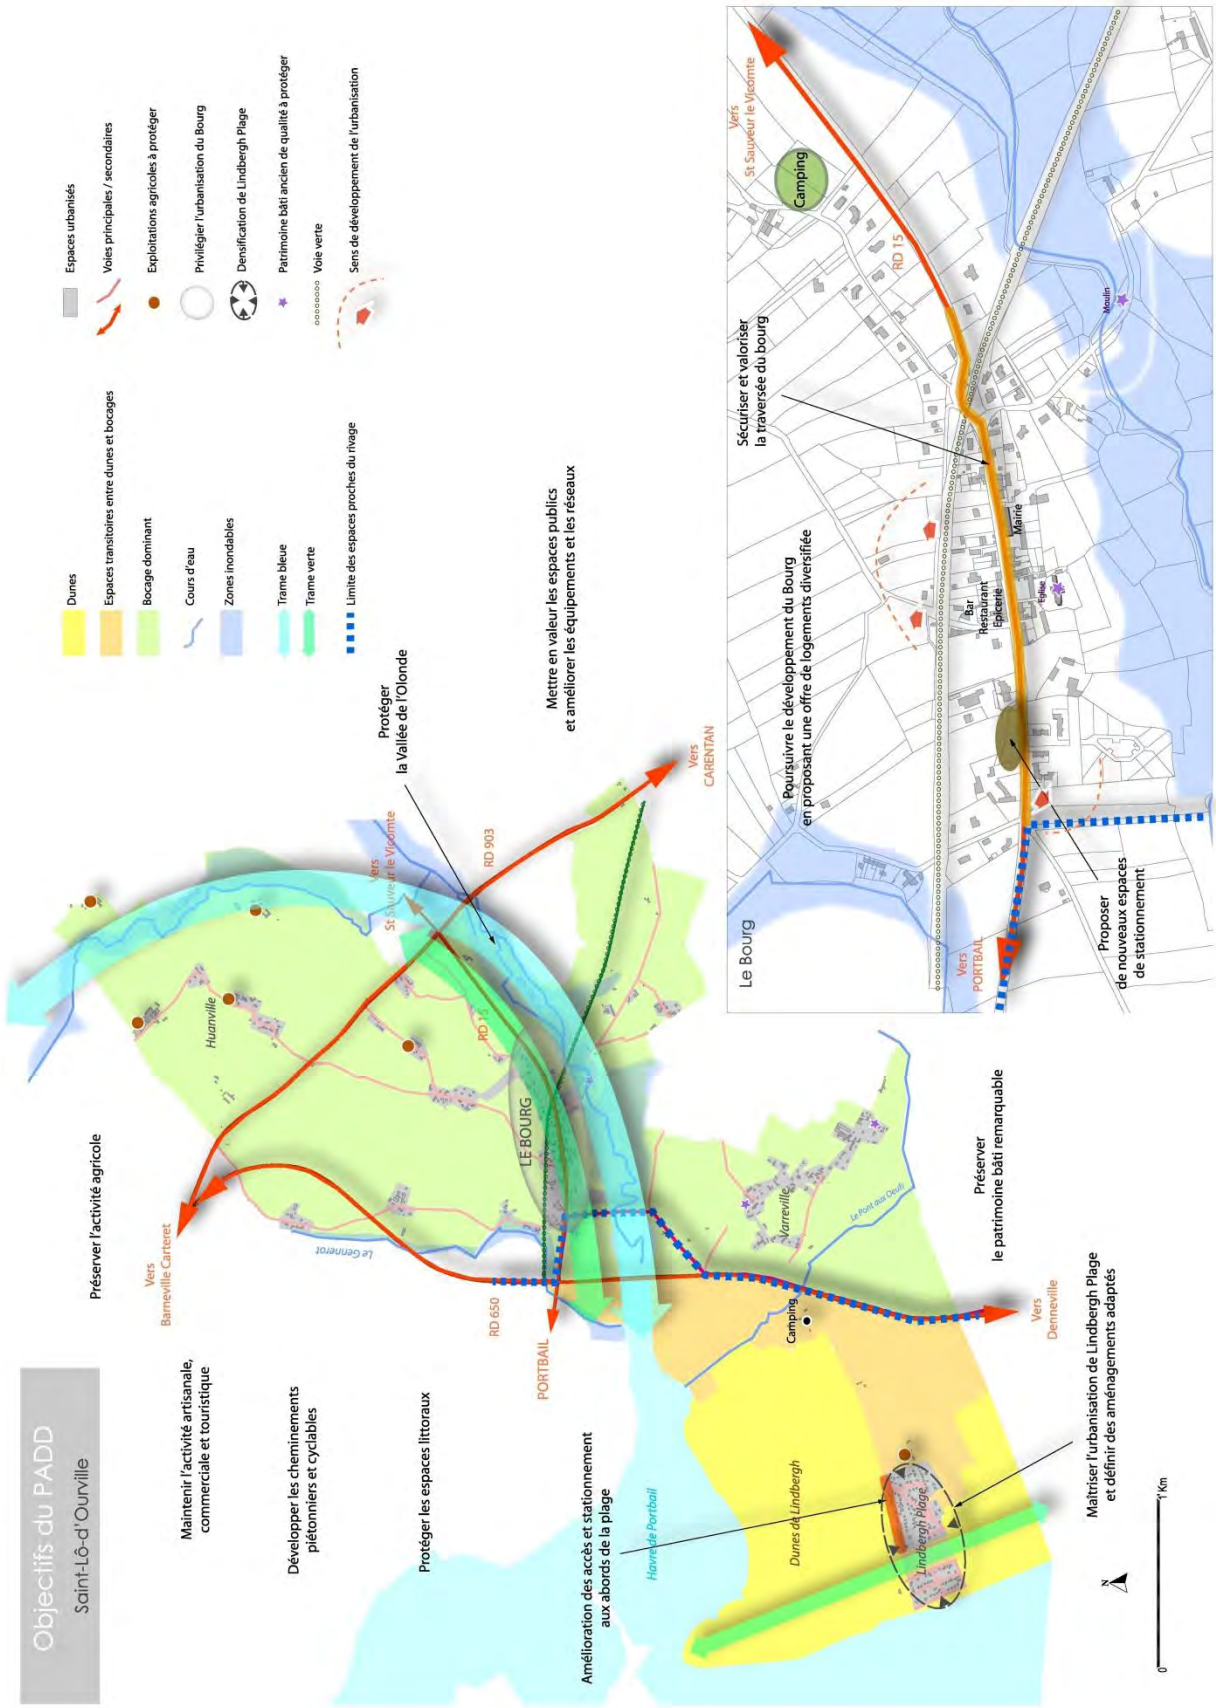 Objectifs du PADD
Saint-Lô-d'Ourville
Maintenir l'activité artisanale,
commerciale et touristique
Développer les cheminements
piétonniers et cyclables
Protéger les espaces littoraux
Amélioration des accès et stationnement
aux abords de la plage
Préserver l'activité agricole
Vers
Barneville Carteret
Le Gennerot
RD 650
PORTBAIL
Huanville
LE BOURG
RD 15
Vers
St Sauveur le Vicomte
RD 903
Vers
CARENTAN
Protéger
la Vallée de l'Olonde
Mettre en valeur les espaces publics
et améliorer les équipements et les réseaux
Havre de Portbail
Dunes de Lindbergh
Lindbergh Plage
Camping
Varreville
Le Pont aux Oeufs
Vers
Denneville
Préserver
le patrimoine bâti remarquable
Maîtriser l'urbanisation de Lindbergh Plage
et définir des aménagements adaptés
N
0
1 Km
Dunes
Espaces transitoires entre dunes et bocages
Bocage dominant
Cours d'eau
Zones inondables
Trame bleue
Trame verte
Limite des espaces proches du rivage
Espaces urbanisés
Voies principales / secondaires
Exploitations agricoles à protéger
Privilégier l'urbanisation du Bourg
Densification de Lindbergh Plage
Patrimoine bâti ancien de qualité à protéger
Voie verte
Sens de développement de l'urbanisation
Le Bourg
Vers
PORTBAIL
Poursuivre le développement du Bourg
en proposant une offre de logements diversifiée
Sécuriser et valoriser
la traversée du bourg
Vers
St Sauveur le Vicomte
Camping
RD 15
Bar
Restaurant
Epicerie
Mairie
Eglise
Moulin
Proposer
de nouveaux espaces
de stationnement